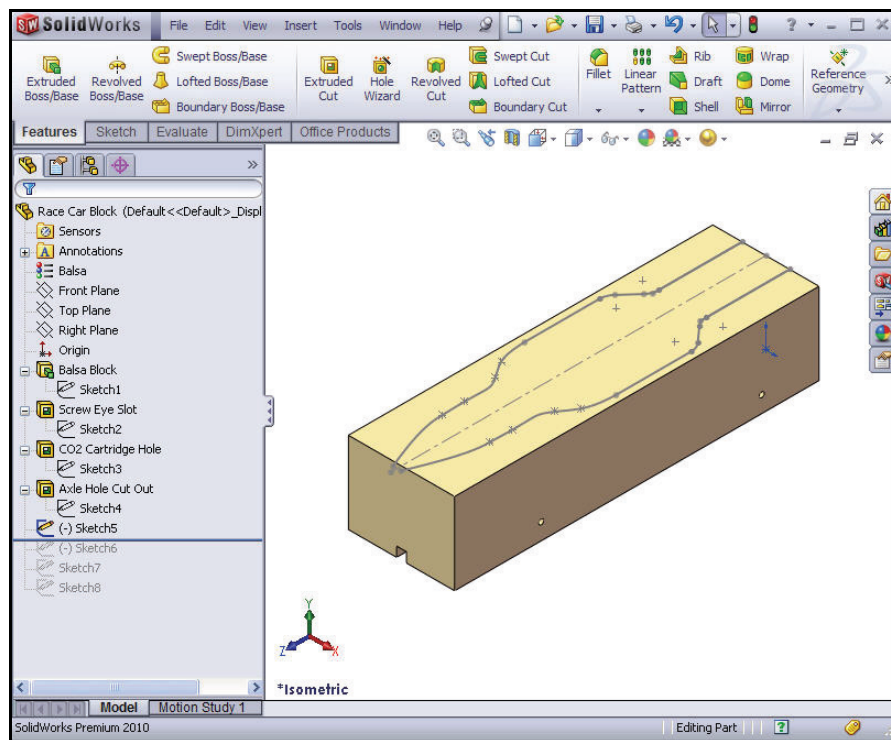 SolidWorks File Edit View Insert Tools Window Help
Extruded Boss/Base
Revolved Boss/Base
Swept Boss/Base
Lofted Boss/Base
Boundary Boss/Base
Extruded Cut
Hole Wizard
Revolved Cut
Swept Cut
Lofted Cut
Boundary Cut
Fillet
Linear Pattern
Rib
Draft
Shell
Wrap
Dome
Mirror
Reference Geometry
Features Sketch Evaluate DimXpert Office Products
Race Car Block (Default<<Default>_Displ
Sensors
Annotations
Balsa
Front Plane
Top Plane
Right Plane
Origin
Balsa Block
Sketch1
Screw Eye Slot
Sketch2
CO2 Cartridge Hole
Sketch3
Axle Hole Cut Out
Sketch4
(-) Sketch5
(-) Sketch6
Sketch7
Sketch8
Y
Z X
*Isometric
Model Motion Study 1
SolidWorks Premium 2010 Editing Part